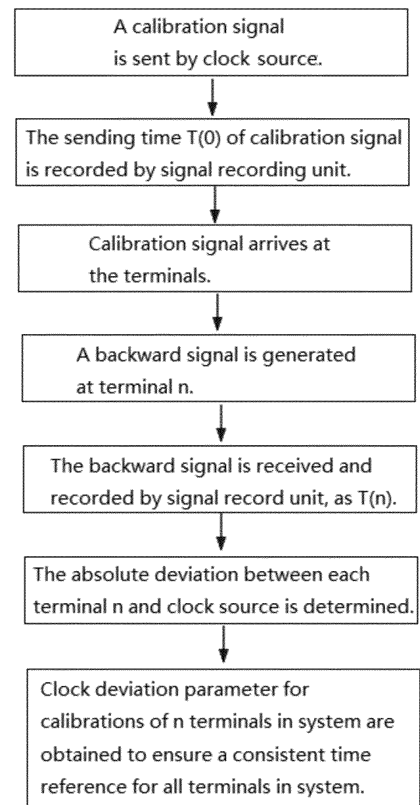 A calibration signal
is sent by clock source.
The sending time T(0) of calibration signal
is recorded by signal recording unit.
Calibration signal arrives at
the terminals.
A backward signal is generated
at terminal n.
The backward signal is received and
recorded by signal record unit, as T(n).
The absolute deviation between each
terminal n and clock source is determined.
Clock deviation parameter for
calibrations of n terminals in system are
obtained to ensure a consistent time
reference for all terminals in system.